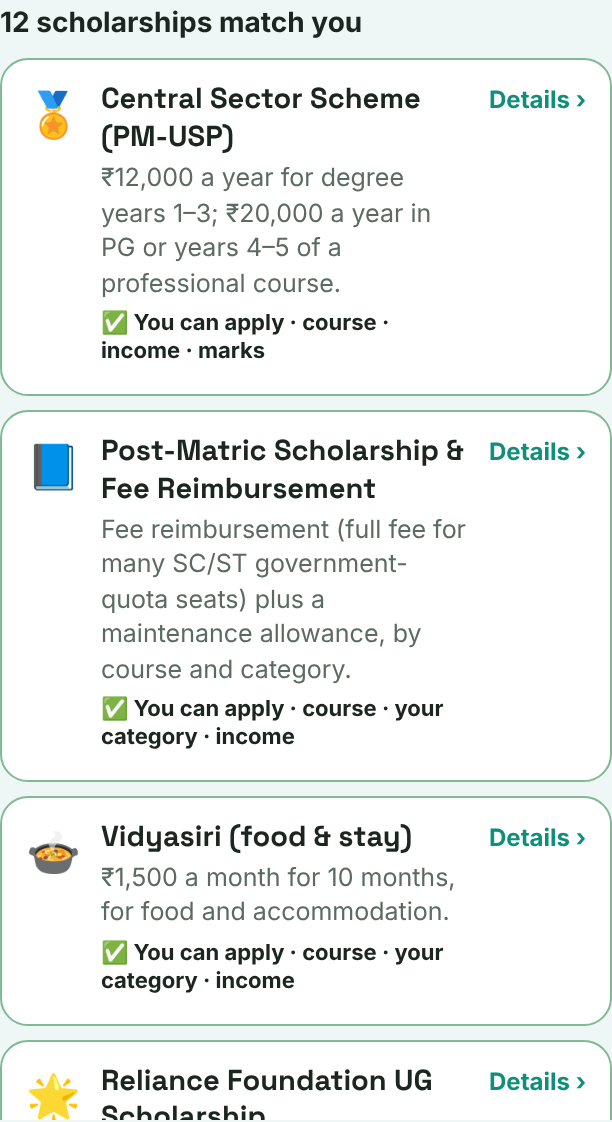 12 scholarships match you
Central Sector Scheme
(PM-USP)
Details ›
₹12,000 a year for degree
years 1–3; ₹20,000 a year in
PG or years 4–5 of a
professional course.
✅ You can apply · course ·
income · marks
Post-Matric Scholarship &
Fee Reimbursement
Details ›
Fee reimbursement (full fee for
many SC/ST government-
quota seats) plus a
maintenance allowance, by
course and category.
✅ You can apply · course · your
category · income
Vidyasiri (food & stay)
Details ›
₹1,500 a month for 10 months,
for food and accommodation.
✅ You can apply · course · your
category · income
Reliance Foundation UG
Scholarship
Details ›